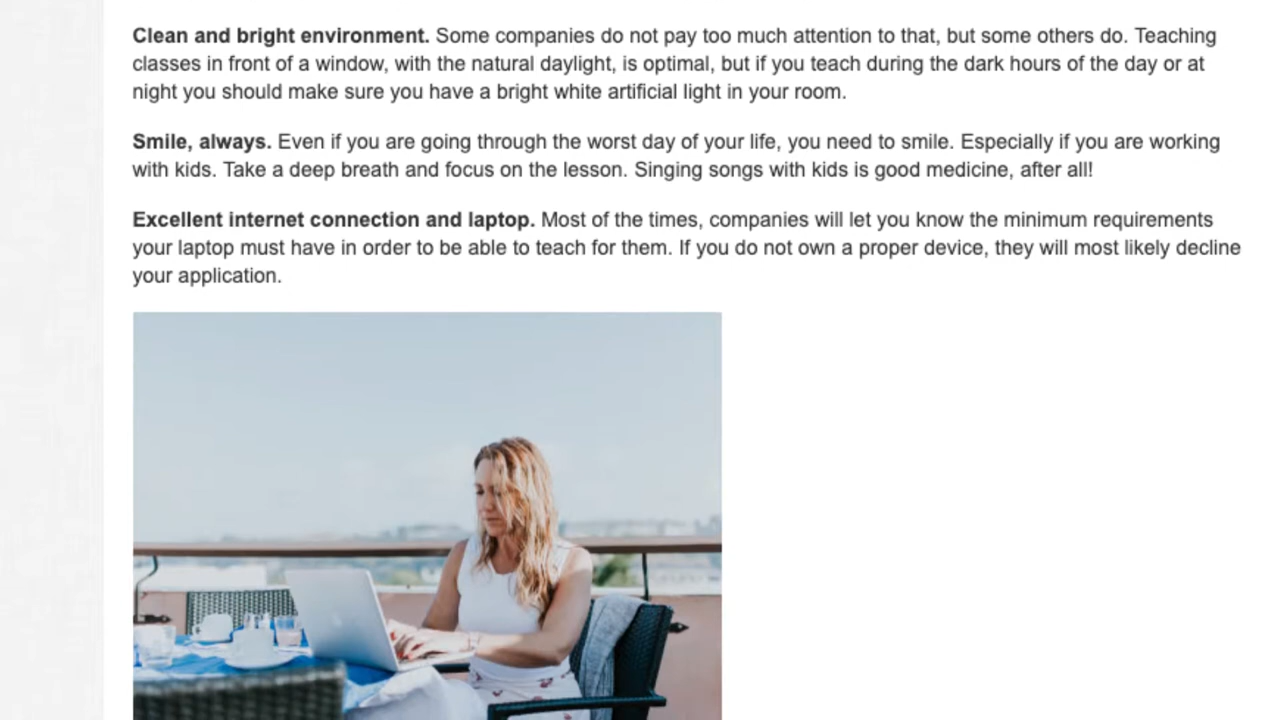 Clean and bright environment. Some companies do not pay too much attention to that, but some others do. Teaching
classes in front of a window, with the natural daylight, is optimal, but if you teach during the dark hours of the day or at
night you should make sure you have a bright white artificial light in your room.
Smile, always. Even if you are going through the worst day of your life, you need to smile. Especially if you are working
with kids. Take a deep breath and focus on the lesson. Singing songs with kids is good medicine, after all!
Excellent internet connection and laptop. Most of the times, companies will let you know the minimum requirements
your laptop must have in order to be able to teach for them. If you do not own a proper device, they will most likely decline
your application.